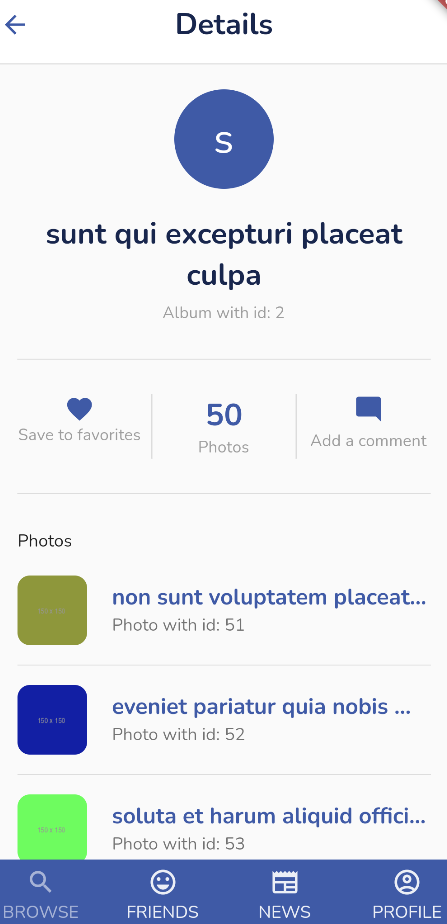 Details
s
sunt qui excepturi placeat
culpa
Album with id: 2
Save to favorites
50
Photos
Add a comment
Photos
non sunt voluptatem placeat...
Photo with id: 51
150 x 150
eveniet pariatur quia nobis ...
Photo with id: 52
150 x 150
soluta et harum aliquid offici...
Photo with id: 53
BROWSE
FRIENDS
NEWS
PROFILE